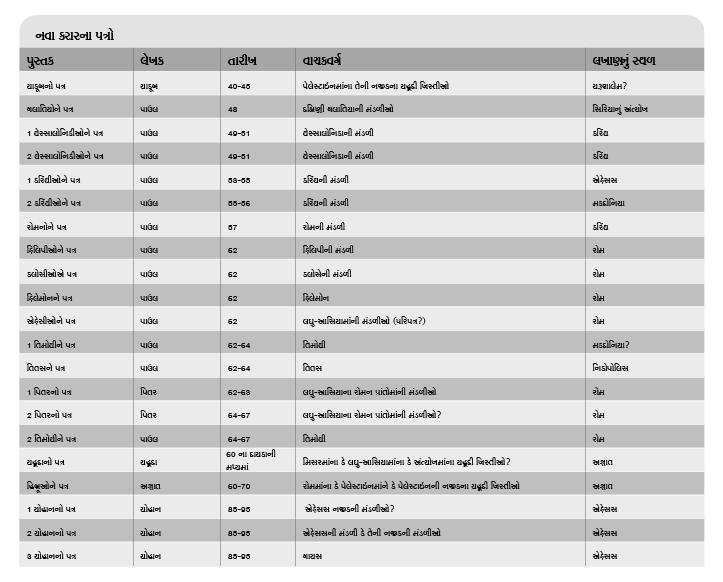 નવા કરારના પત્રો
પુસ્તક લેખક તારીખ વાચકવર્ગ લખાણનું સ્થળ
યાકૂબનો પત્ર યાકૂબ 40-45 પેલેસ્ટાઇનમાંના તેની નજીકના યહૂદી ખ્રિસ્તીઓ યરૂશાલેમ?
ગલાતિયોને પત્ર પાઉલ 48 દક્ષિણી ગલાતિયાની મંડળીઓ સિરિયાનું અંત્યોખ
1 થેસ્સાલોનિકીઓને પત્ર પાઉલ 49-51 થેસ્સાલોનિકાની મંડળી કરિંથ
2 થેસ્સાલોનિકીઓને પત્ર પાઉલ 49-51 થેસ્સાલોનિકાની મંડળી કરિંથ
1 કરિંથીઓને પત્ર પાઉલ 53-55 કરિંથની મંડળી એફેસસ
2 કરિંથીઓને પત્ર પાઉલ 55-56 કરિંથની મંડળી મકદોનિયા
રોમનોને પત્ર પાઉલ 57 રોમની મંડળી કરિંથ
ફિલિપીઓને પત્ર પાઉલ 62 ફિલિપીની મંડળી રોમ
કલોસીઓએ પત્ર પાઉલ 62 કલોસેની મંડળી રોમ
ફિલેમોનને પત્ર પાઉલ 62 ફિલેમોન રોમ
એફેસીઓને પત્ર પાઉલ 62 લઘુ-આસિયામાંની મંડળીઓ (પરિપત્ર?) રોમ
1 તિમોથીને પત્ર પાઉલ 62-64 તિમોથી મકદોનિયા?
તિતસને પત્ર પાઉલ 62-64 તિતસ નિકોપોલિસ
1 પિતરનો પત્ર પિતર 62-63 લઘુ-આસિયાના રોમન પ્રાંતોમાંની મંડળીઓ રોમ
2 પિતરનો પત્ર પિતર 64-67 લઘુ-આસિયાના રોમન પ્રાંતોમાંની મંડળીઓ? રોમ
2 તિમોથીને પત્ર પાઉલ 64-67 તિમોથી રોમ
યહૂદાનો પત્ર યહૂદા 60 ના દાયકાની મધ્યમાં મિસરમાંના કે લઘુ-આસિયામાંના કે અંત્યોખમાંના યહૂદી ખ્રિસ્તીઓ? અજ્ઞાત
હિબ્રૂઓને પત્ર અજ્ઞાત 60-70 રોમમાંના કે પેલેસ્ટાઇનમાંને કે પેલેસ્ટાઇનની નજીકના યહૂદી ખ્રિસ્તીઓ અજ્ઞાત
1 યોહાનનો પત્ર યોહાન 85-95 એફેસસ નજીકની મંડળીઓ? એફેસસ
2 યોહાનનો પત્ર યોહાન 85-95 એફેસસની મંડળી કે તેની નજીકની મંડળીઓ એફેસસ
3 યોહાનનો પત્ર યોહાન 85-95 ગાયસ એફેસસ